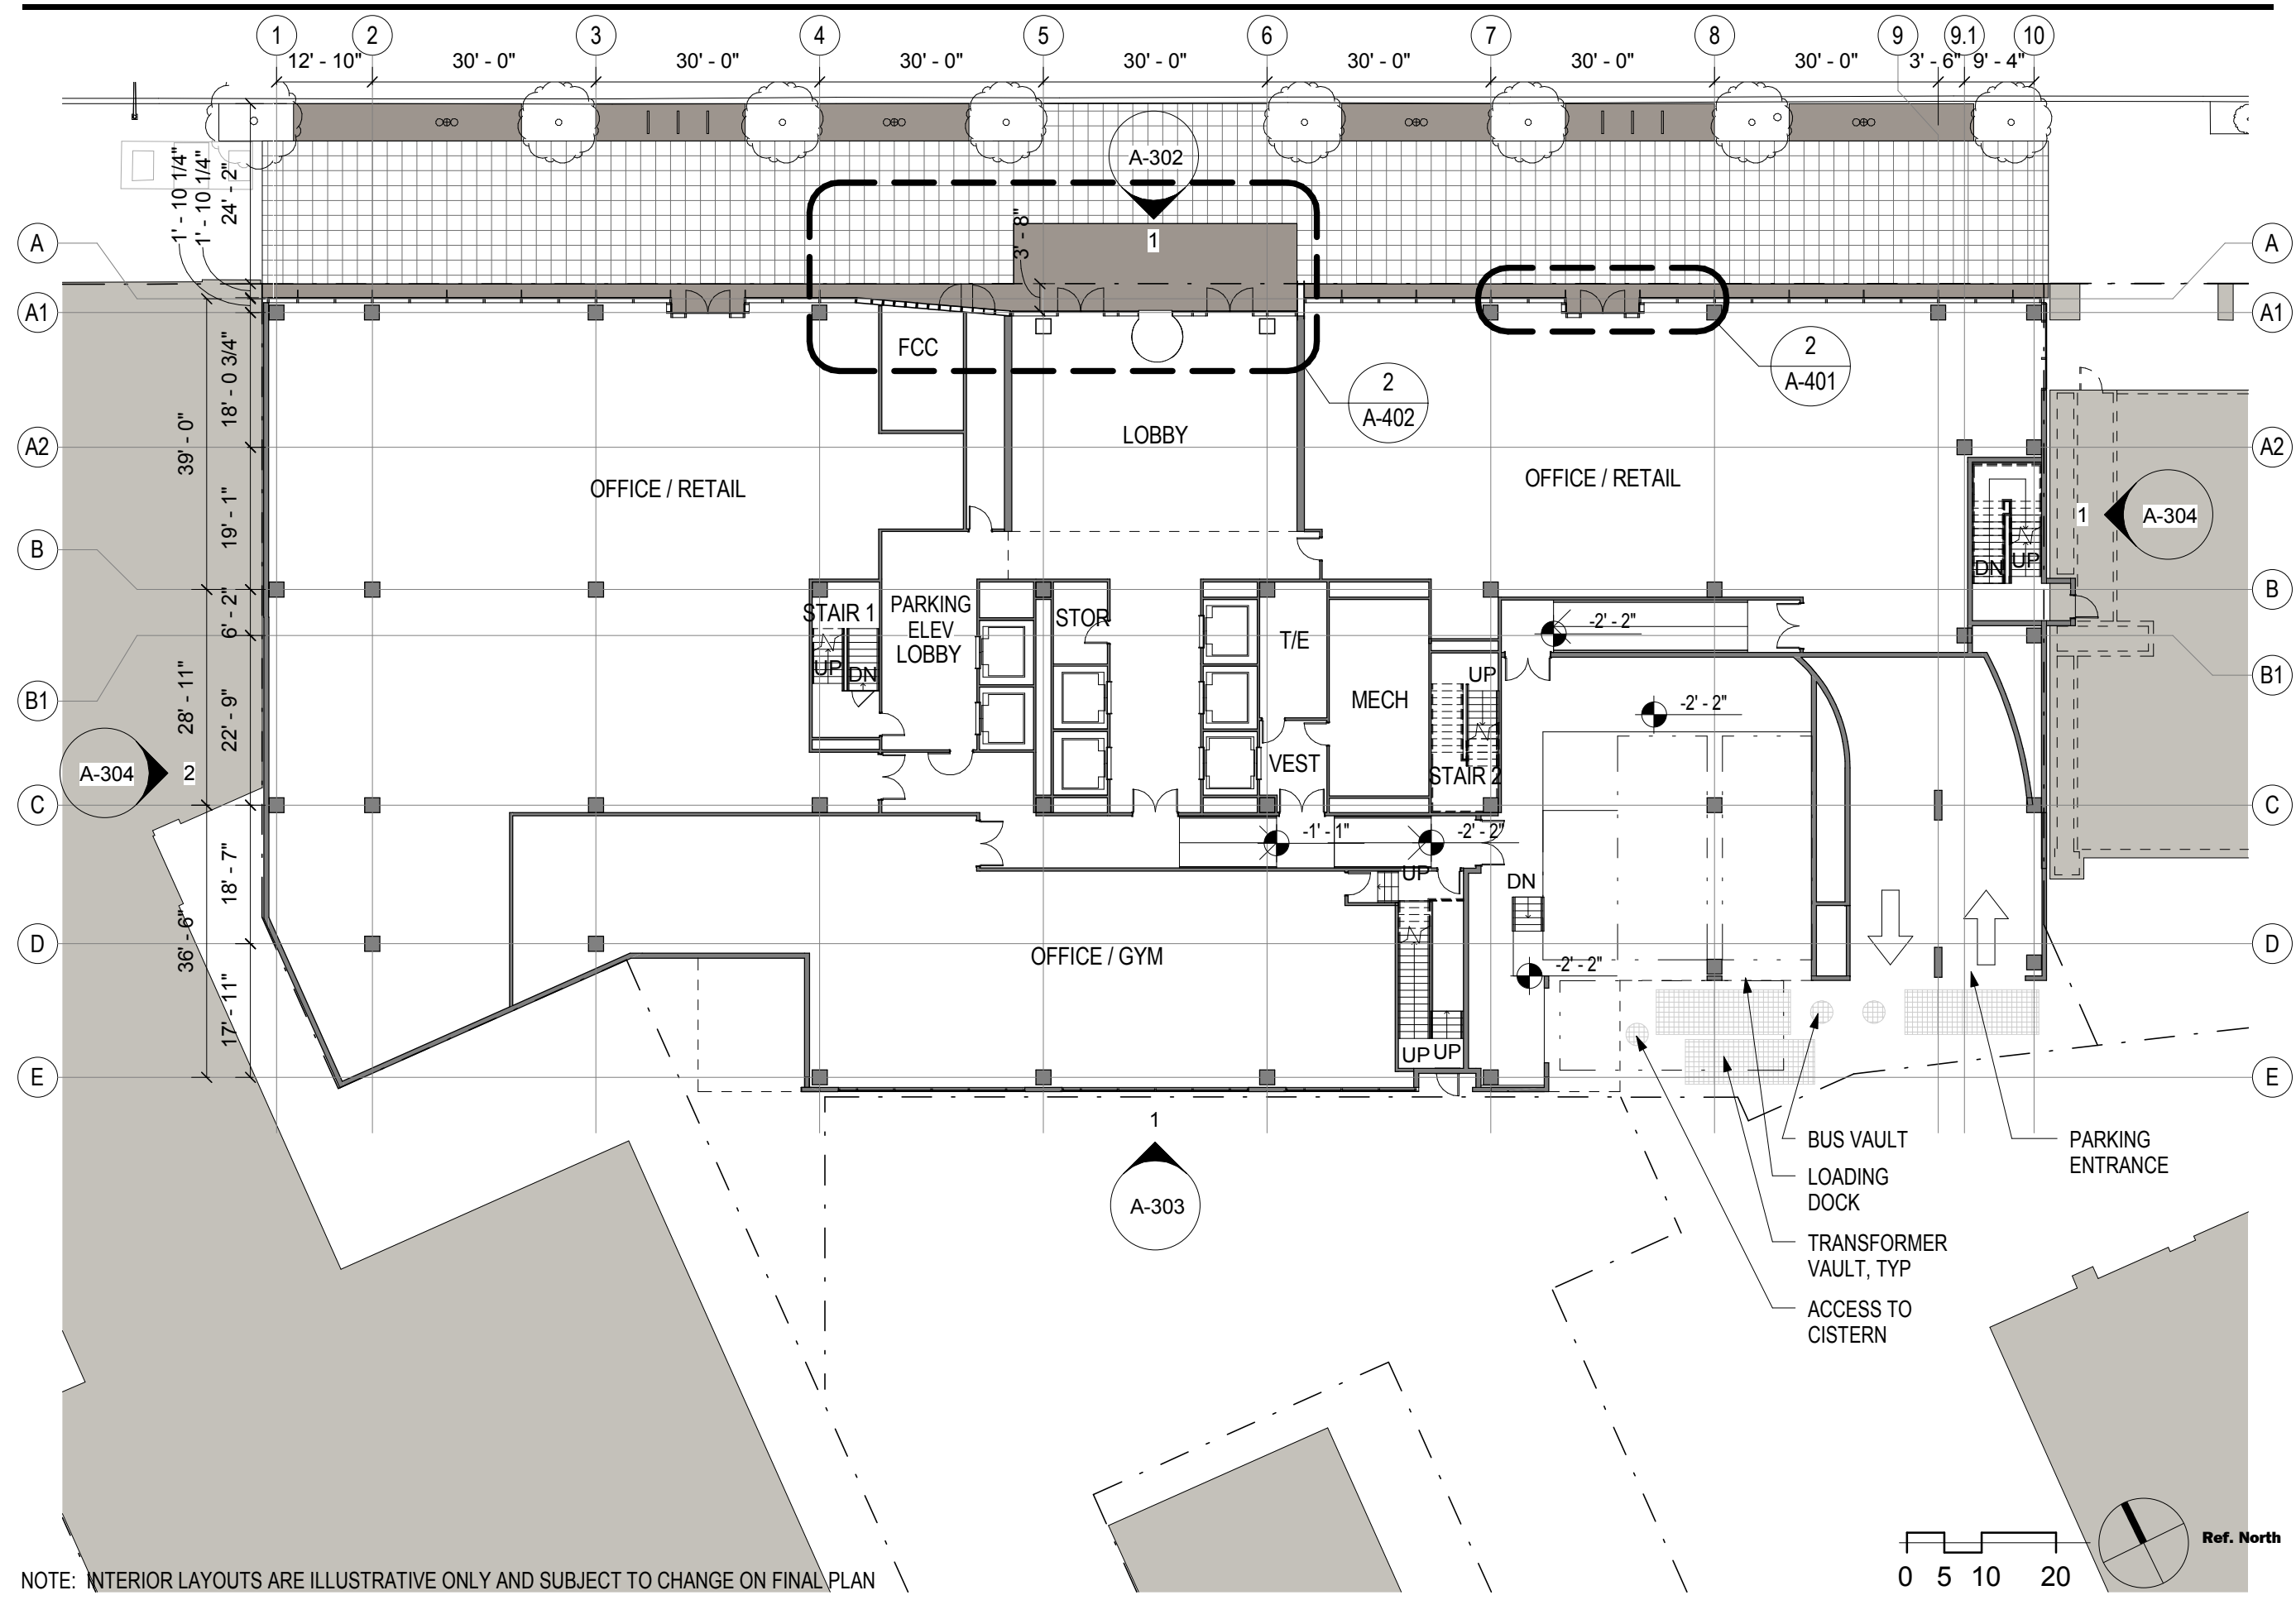 1 2 3 4 5 6 7 8 9 9.1 10
12' - 10" 30' - 0" 30' - 0" 30' - 0" 30' - 0" 30' - 0" 30' - 0" 30' - 0" 3' - 6" 9' - 4"
1' - 10 1/4"
1' - 10 1/4"
24' - 2"
A-302
1
3' - 8"
A A
A1 A1
FCC
2
A-401
2
A-402
18' - 0 3/4"
39' - 0"
A2 A2
LOBBY
OFFICE / RETAIL
OFFICE / RETAIL
19' - 1"
1
A-304
DN
UP
B B
6' - 2"
STAIR 1
PARKING
ELEV
LOBBY
UP
DN
STOR
T/E
-2' - 2"
B1 B1
28' - 11"
22' - 9"
MECH
UP
-2' - 2"
A-304
2
VEST
STAIR 2
C C
-1' - 1"
-2' - 2"
18' - 7"
UP
DN
36' - 6"
D D
OFFICE / GYM
-2' - 2"
17' - 11"
UP UP
E E
1
A-303
BUS VAULT
LOADING
DOCK
TRANSFORMER
VAULT, TYP
ACCESS TO
CISTERN
PARKING
ENTRANCE
Ref. North
0 5 10 20
NOTE: INTERIOR LAYOUTS ARE ILLUSTRATIVE ONLY AND SUBJECT TO CHANGE ON FINAL PLAN